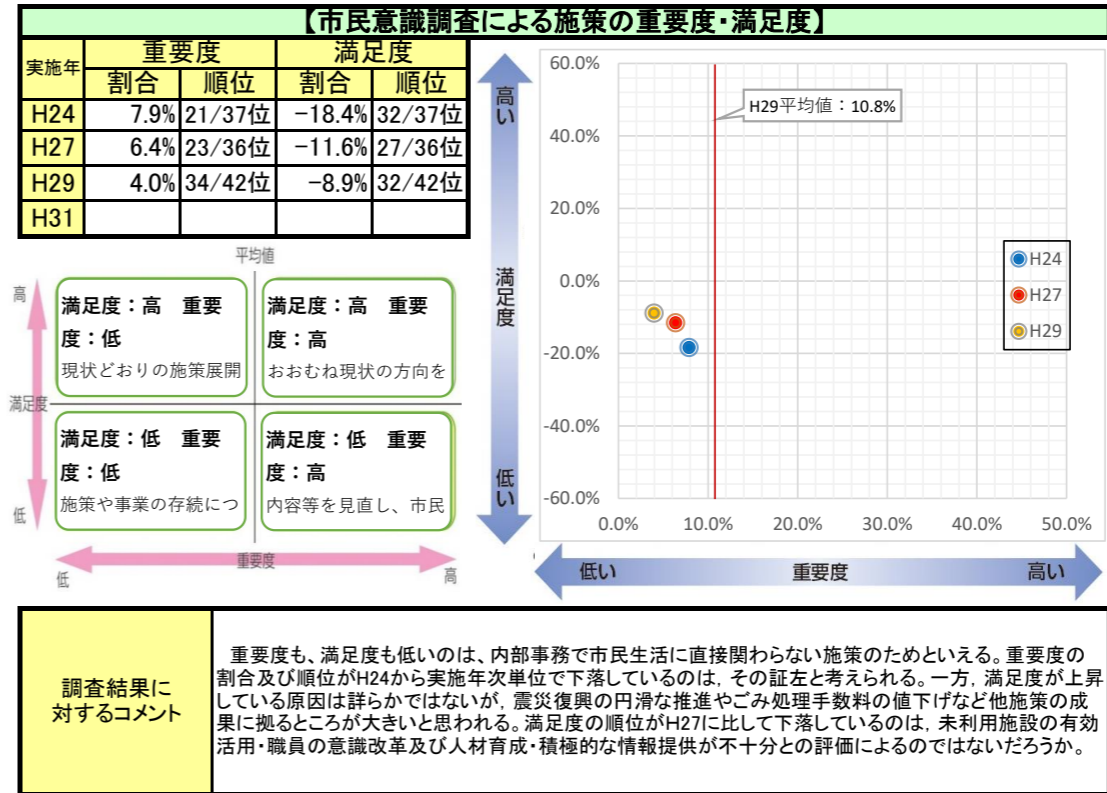 【市民意識調査による施策の重要度・満足度】
実施年 重要度 満足度
割合 順位 割合 順位
H24 7.9% 21/37位 -18.4% 32/37位
H27 6.4% 23/36位 -11.6% 27/36位
H29 4.0% 34/42位 -8.9% 32/42位
H31
平均値
高
満足度
低
満足度：高　重要
度：低
現状どおりの施策展開
満足度：高　重要
度：高
おおむね現状の方向を
満足度：低　重要
度：低
施策や事業の存続につ
満足度：低　重要
度：高
内容等を見直し、市民
低
重要度
高
高い
満足度
低い
60.0%
40.0%
20.0%
0.0%
-20.0%
-40.0%
-60.0%
H29平均値：10.8%
H24
H27
H29
0.0% 10.0% 20.0% 30.0% 40.0% 50.0%
低い 重要度 高い
調査結果に
対するコメント
重要度も、満足度も低いのは、内部事務で市民生活に直接関わらない施策のためといえる。重要度の
割合及び順位がH24から実施年次単位で下落しているのは，その証左と考えられる。一方，満足度が上昇
している原因は詳らかではないが，震災復興の円滑な推進やごみ処理手数料の値下げなど他施策の成
果に拠るところが大きいと思われる。満足度の順位がH27に比して下落しているのは，未利用施設の有効
活用・職員の意識改革及び人材育成・積極的な情報提供が不十分との評価によるのではないだろうか。